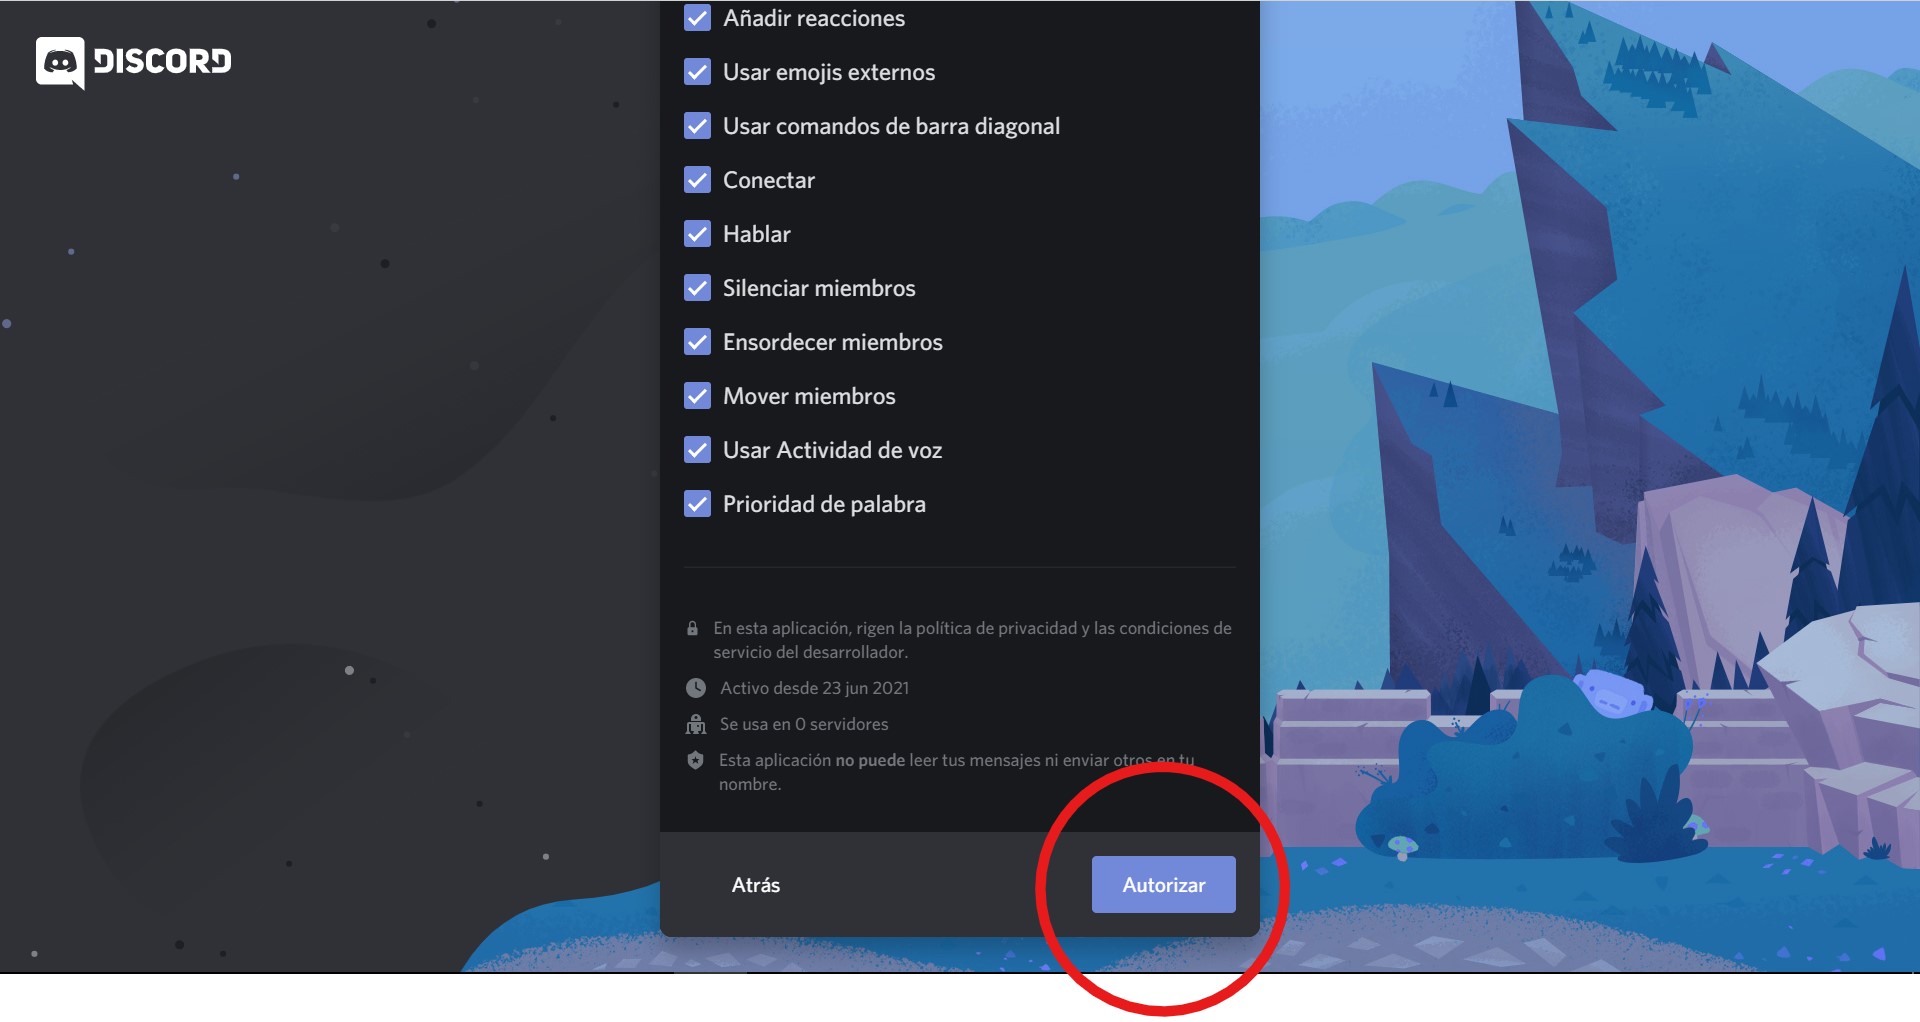 DISCORD
Añadir reacciones
Usar emojis externos
Usar comandos de barra diagonal
Conectar
Hablar
Silenciar miembros
Ensordecer miembros
Mover miembros
Usar Actividad de voz
Prioridad de palabra
En esta aplicación, rigen la política de privacidad y las condiciones de
servicio del desarrollador.
Activo desde 23 jun 2021
Se usa en 0 servidores
Esta aplicación no puede leer tus mensajes ni enviar otros en tu
nombre.
Atrás
Autorizar